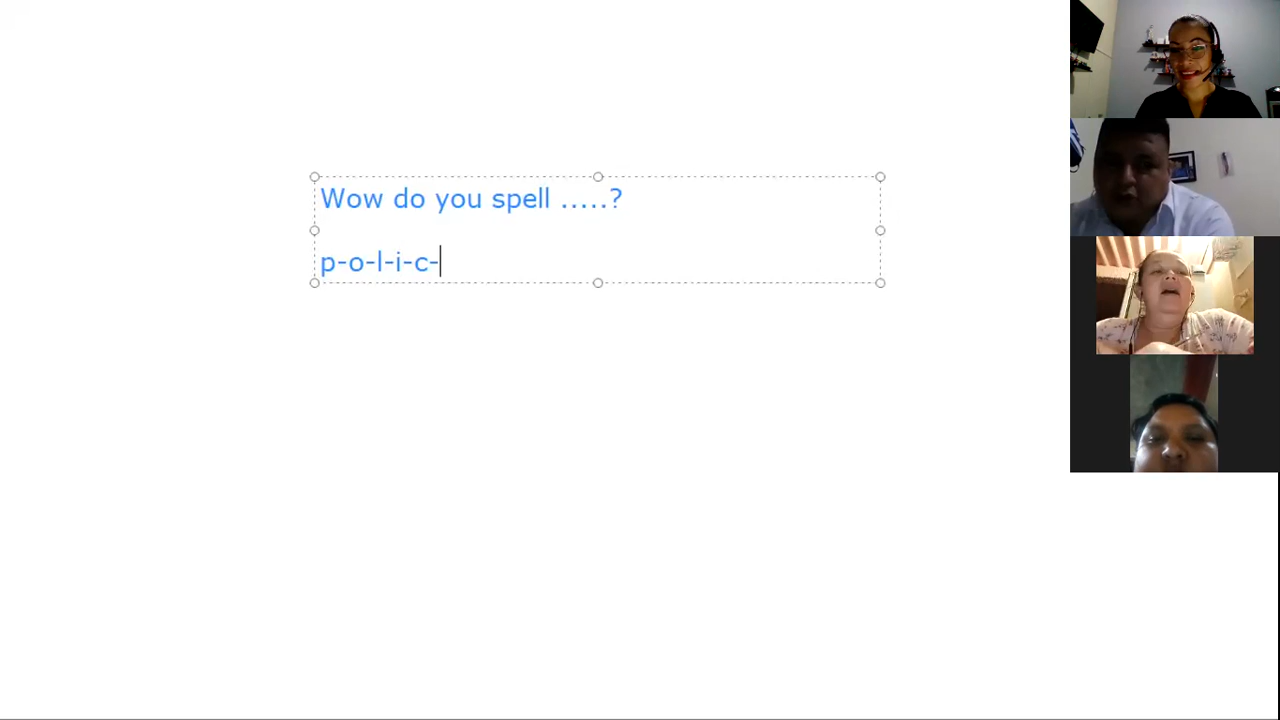 Wow do you spell .....?
p-o-l-i-c-